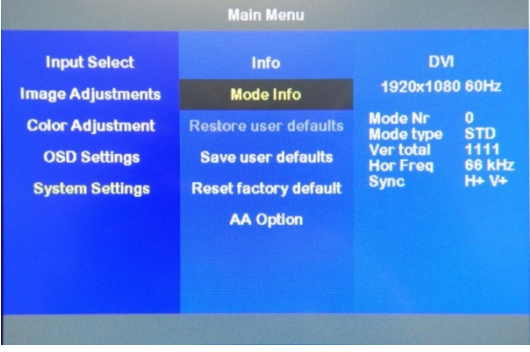 Main Menu
Input Select
Image Adjustments
Color Adjustment
OSD Settings
System Settings
Info
Mode Info
Restore user defaults
Save user defaults
Reset factory default
AA Option
DVI
1920x1080 60Hz
Mode Nr 0
Mode type STD
Ver total 1111
Hor Freq 66 kHz
Sync H+ V+